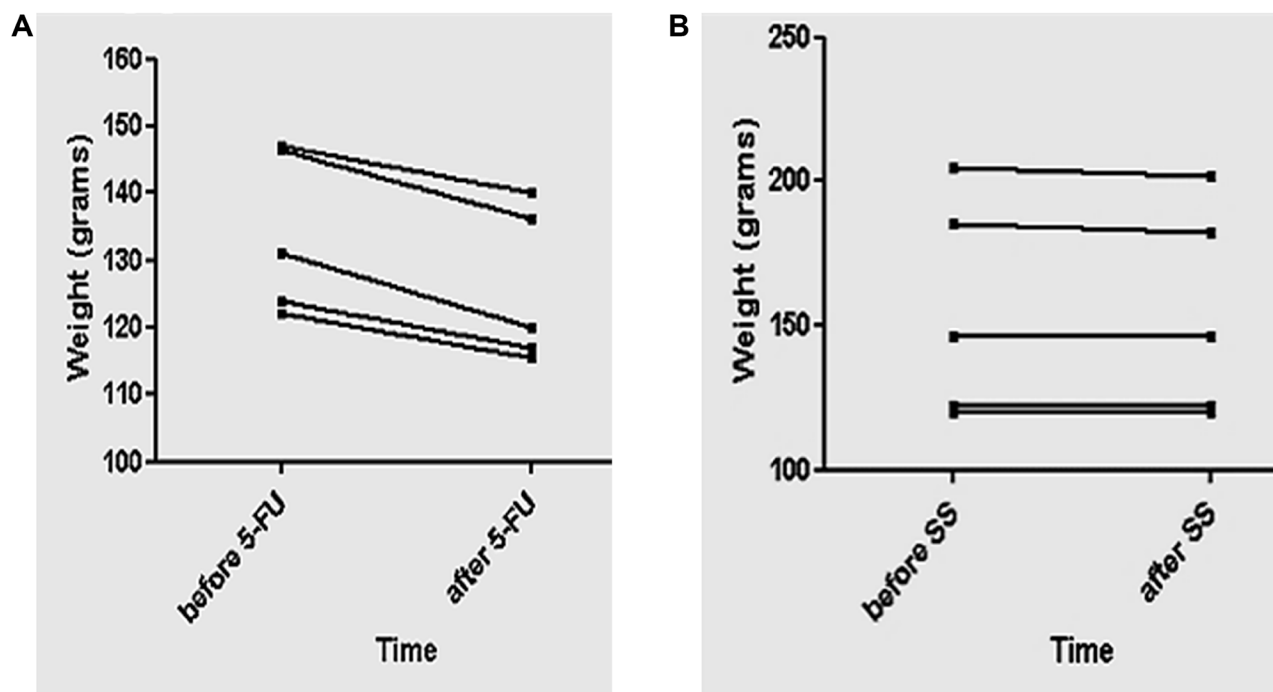 A
160
150
140
130
120
110
100
Weight (grams)
before 5-FU
after 5-FU
Time
B
250
200
150
100
Weight (grams)
before SS
after SS
Time